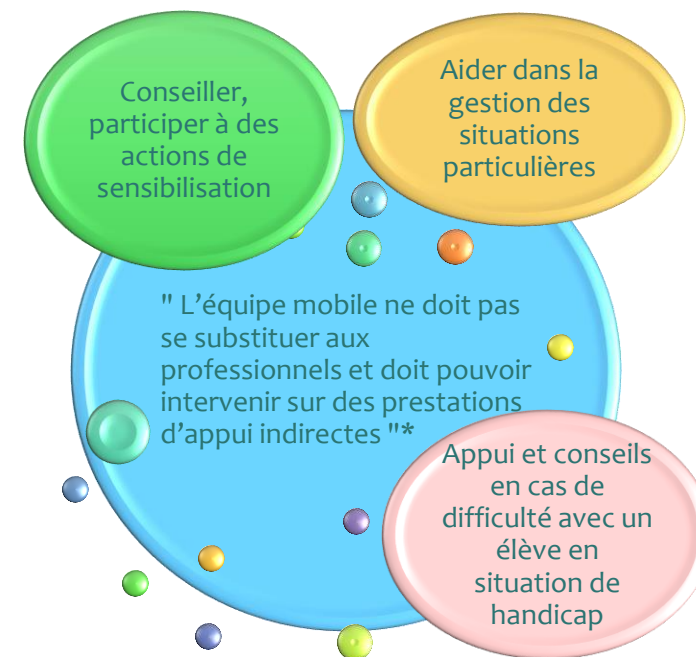 Conseiller,
participer à des
actions de
sensibilisation
Aider dans la
gestion des
situations
particulières
" L’équipe mobile ne doit pas
se substituer aux
professionnels et doit pouvoir
intervenir sur des prestations
d’appui indirectes "*
Appui et conseils
en cas de
difficulté avec un
élève en
situation de
handicap